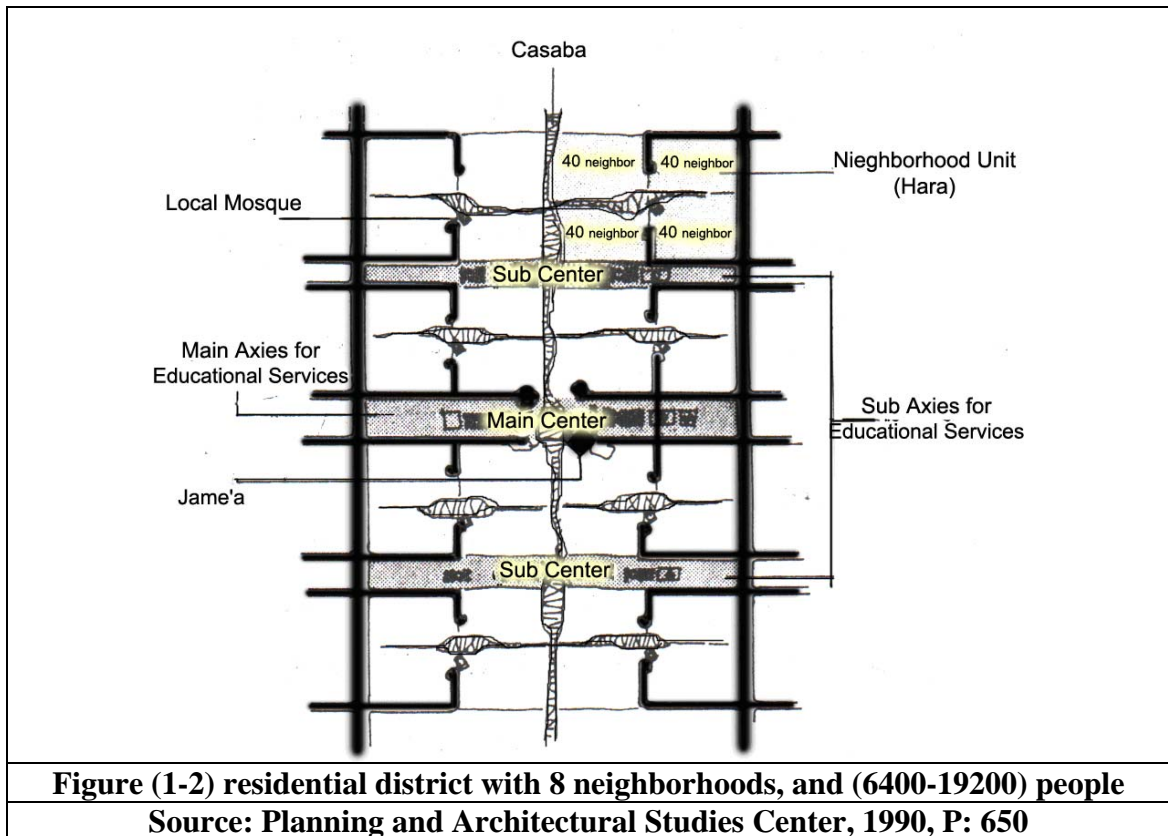 Casaba
40 neighbor
40 neighbor
Nieghborhood Unit
(Hara)
Local Mosque
40 neighbor
40 neighbor
Sub Center
Main Axies for
Educational Services
Main Center
Sub Axies for
Educational Services
Jame'a
Sub Center
Figure (1-2) residential district with 8 neighborhoods, and (6400-19200) people
Source: Planning and Architectural Studies Center, 1990, P: 650